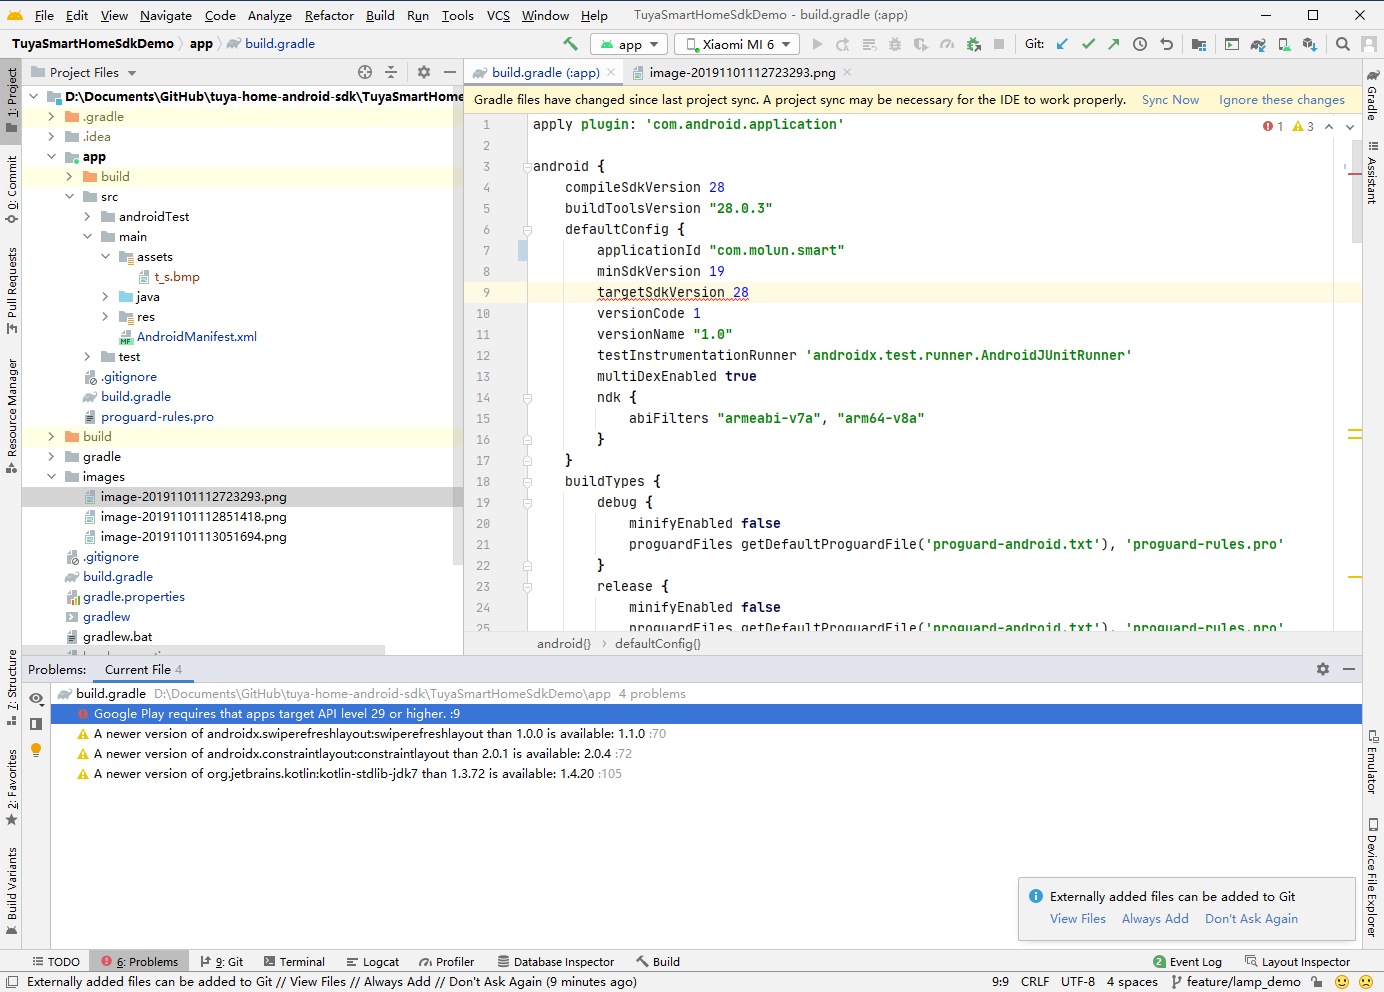 File Edit View Navigate Code Analyze Refactor Build Run Tools VCS Window Help TuyaSmartHomeSdkDemo - build.gradle (:app)
TuyaSmartHomeSdkDemo app build.gradle app Xiaomi MI 6 Git:
Project Files
build.gradle (:app) image-20191101112723293.png
1: Project
0: Commit
Pull Requests
Resource Manager
7: Structure
2: Favorites
Build Variants
D:\Documents\GitHub\tuya-home-android-sdk\TuyaSmartHome
.gradle
.idea
app
build
src
androidTest
main
assets
t_s.bmp
java
res
MF AndroidManifest.xml
test
.gitignore
build.gradle
proguard-rules.pro
build
gradle
images
image-20191101112723293.png
image-20191101112851418.png
image-20191101113051694.png
.gitignore
build.gradle
gradle.properties
gradlew
gradlew.bat
Gradle files have changed since last project sync. A project sync may be necessary for the IDE to work properly. Sync Now Ignore these changes
1 3
1 apply plugin: 'com.android.application'
2
3 android {
4 compileSdkVersion 28
5 buildToolsVersion "28.0.3"
6 defaultConfig {
7 applicationId "com.molun.smart"
8 minSdkVersion 19
9 targetSdkVersion 28
10 versionCode 1
11 versionName "1.0"
12 testInstrumentationRunner 'androidx.test.runner.AndroidJUnitRunner'
13 multiDexEnabled true
14 ndk {
15 abiFilters "armeabi-v7a", "arm64-v8a"
16 }
17 }
18 buildTypes {
19 debug {
20 minifyEnabled false
21 proguardFiles getDefaultProguardFile('proguard-android.txt'), 'proguard-rules.pro'
22 }
23 release {
24 minifyEnabled false
25 proguardFiles getDefaultProguardFile('proguard-android.txt'), 'proguard-rules.pro'
android{} defaultConfig{}
Gradle
Assistant
Emulator
Device File Explorer
Problems: Current File 4
build.gradle D:\Documents\GitHub\tuya-home-android-sdk\TuyaSmartHomeSdkDemo\app 4 problems
Google Play requires that apps target API level 29 or higher. :9
A newer version of androidx.swiperefreshlayout:swiperefreshlayout than 1.0.0 is available: 1.1.0 :70
A newer version of androidx.constraintlayout:constraintlayout than 2.0.1 is available: 2.0.4 :72
A newer version of org.jetbrains.kotlin:kotlin-stdlib-jdk7 than 1.3.72 is available: 1.4.20 :105
Externally added files can be added to Git
View Files Always Add Don't Ask Again
TODO 6: Problems 9: Git Terminal Logcat Profiler Database Inspector Build 2 Event Log Layout Inspector
Externally added files can be added to Git // View Files // Always Add // Don't Ask Again (9 minutes ago) 9:9 CRLF UTF-8 4 spaces feature/lamp_demo